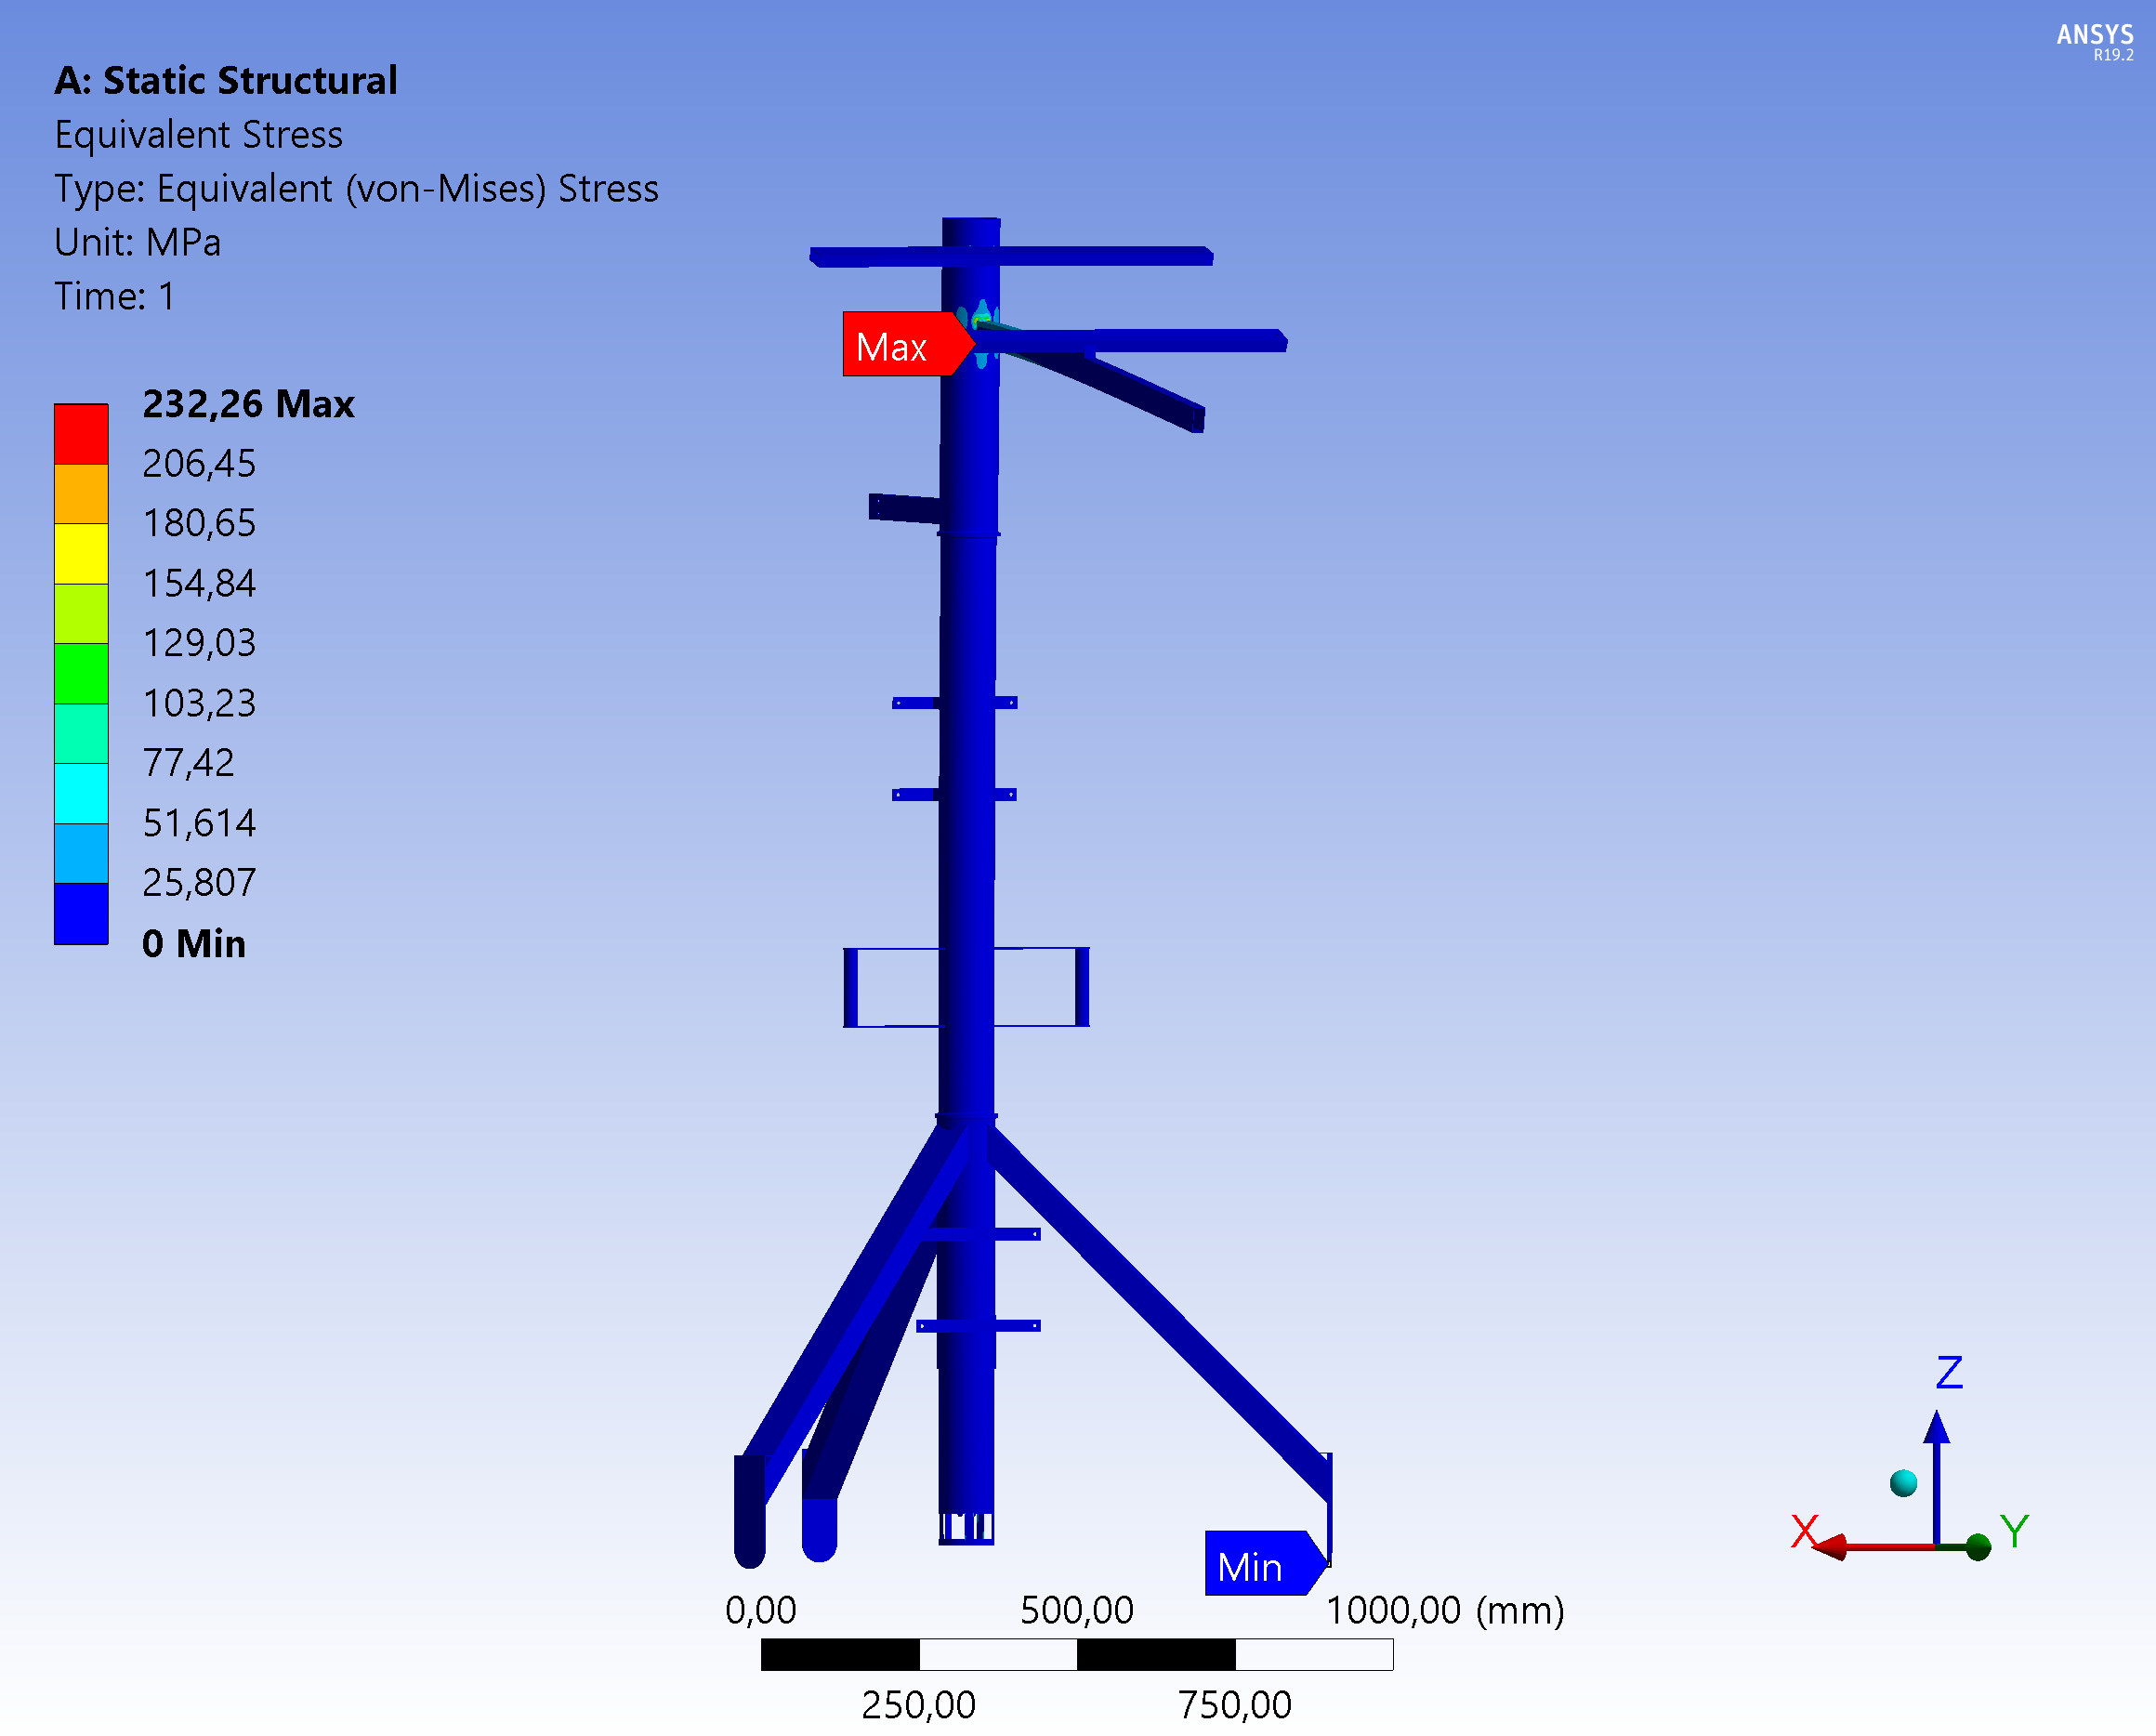 ANSYS
R19.2
A: Static Structural
Equivalent Stress
Type: Equivalent (von-Mises) Stress
Unit: MPa
Time: 1
Max
232,26 Max
206,45
180,65
154,84
129,03
103,23
77,42
51,614
25,807
0 Min
Z
X
Y
Min
0,00
500,00
1000,00 (mm)
250,00
750,00